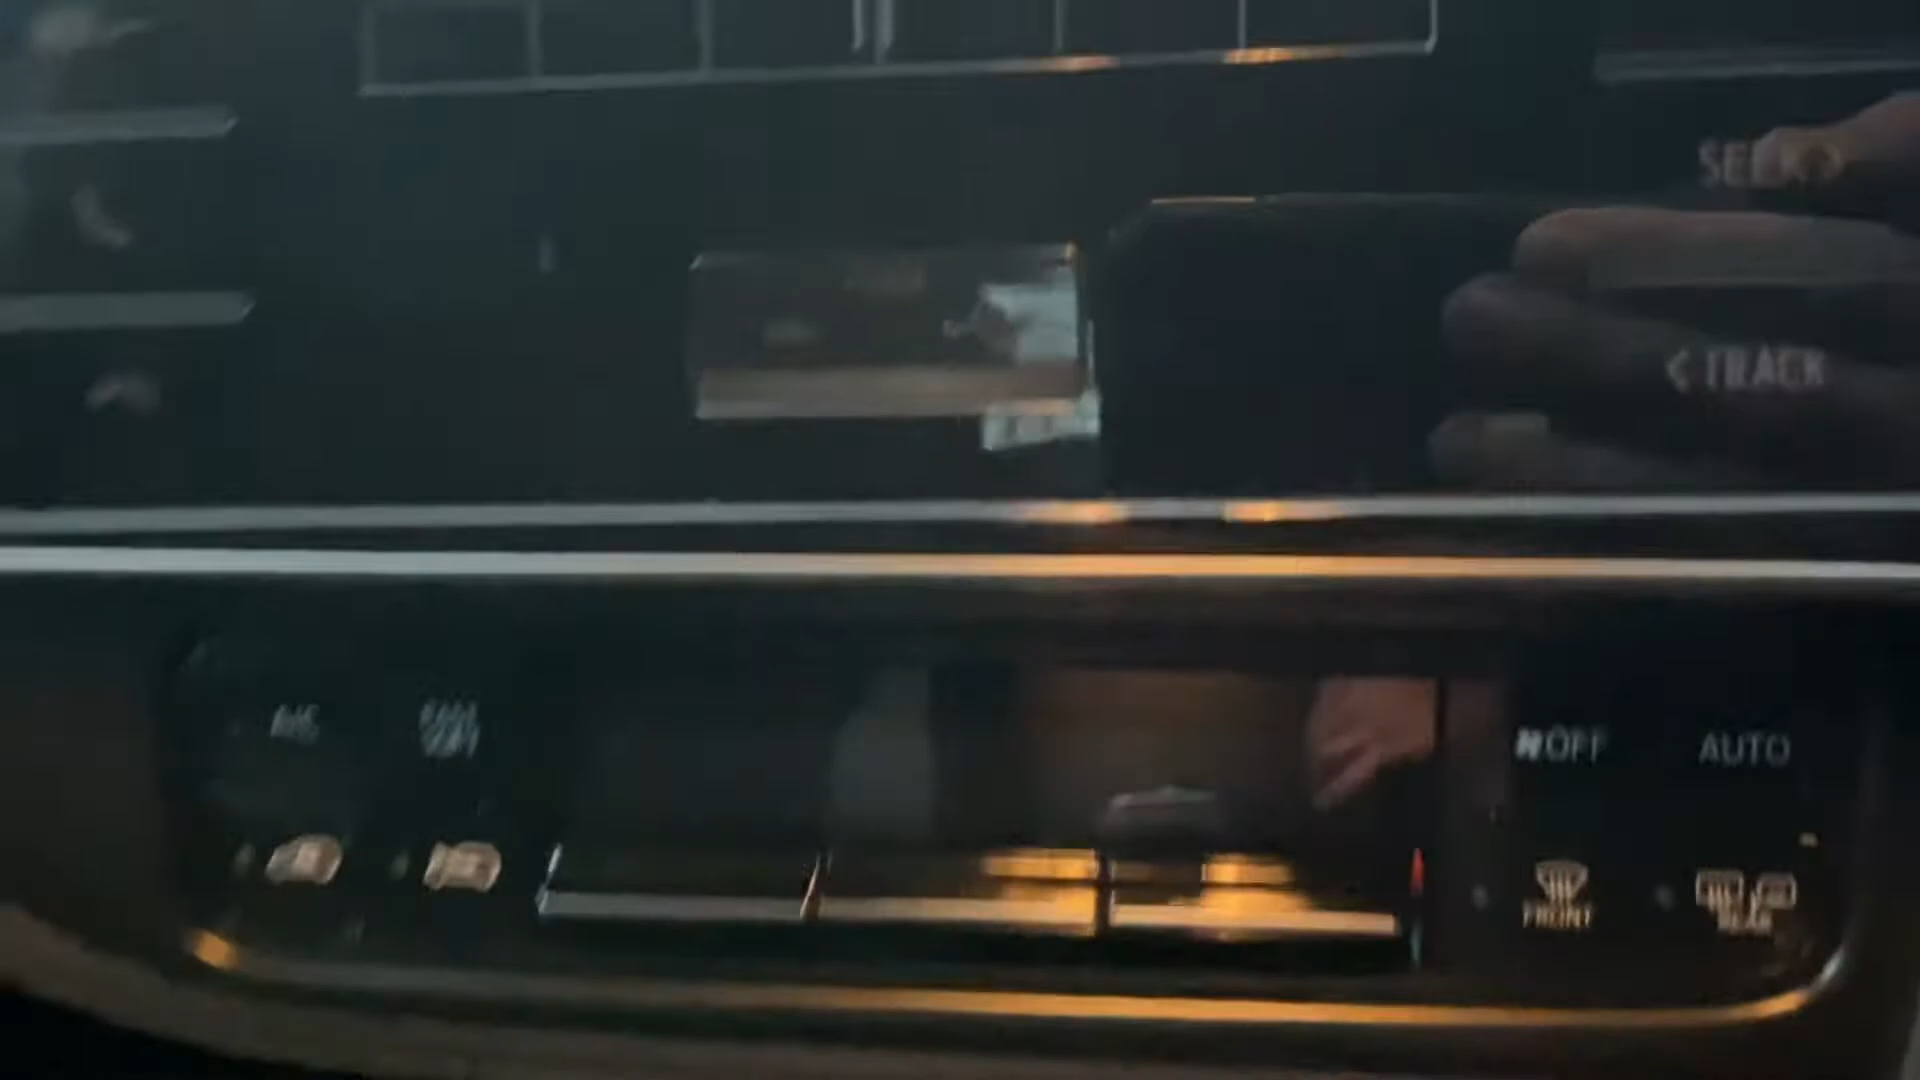 SEEK >
< TRACK
A/C
OFF
AUTO
FRONT
REAR